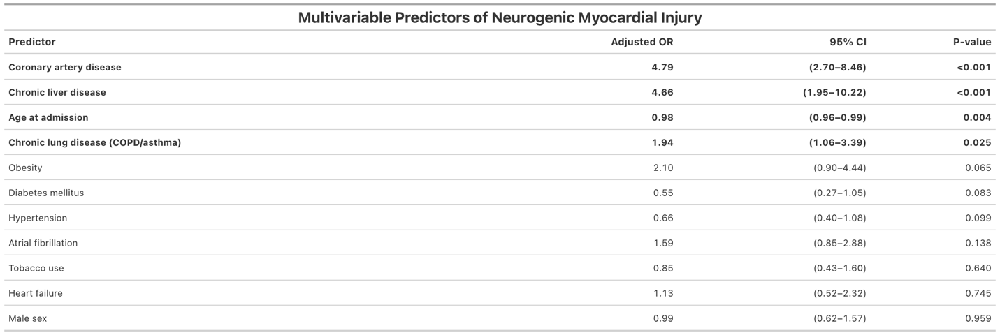 Multivariable Predictors of Neurogenic Myocardial Injury
Predictor Adjusted OR 95% CI P-value
Coronary artery disease 4.79 (2.70–8.46) <0.001
Chronic liver disease 4.66 (1.95–10.22) <0.001
Age at admission 0.98 (0.96–0.99) 0.004
Chronic lung disease (COPD/asthma) 1.94 (1.06–3.39) 0.025
Obesity 2.10 (0.90–4.44) 0.065
Diabetes mellitus 0.55 (0.27–1.05) 0.083
Hypertension 0.66 (0.40–1.08) 0.099
Atrial fibrillation 1.59 (0.85–2.88) 0.138
Tobacco use 0.85 (0.43–1.60) 0.640
Heart failure 1.13 (0.52–2.32) 0.745
Male sex 0.99 (0.62–1.57) 0.959